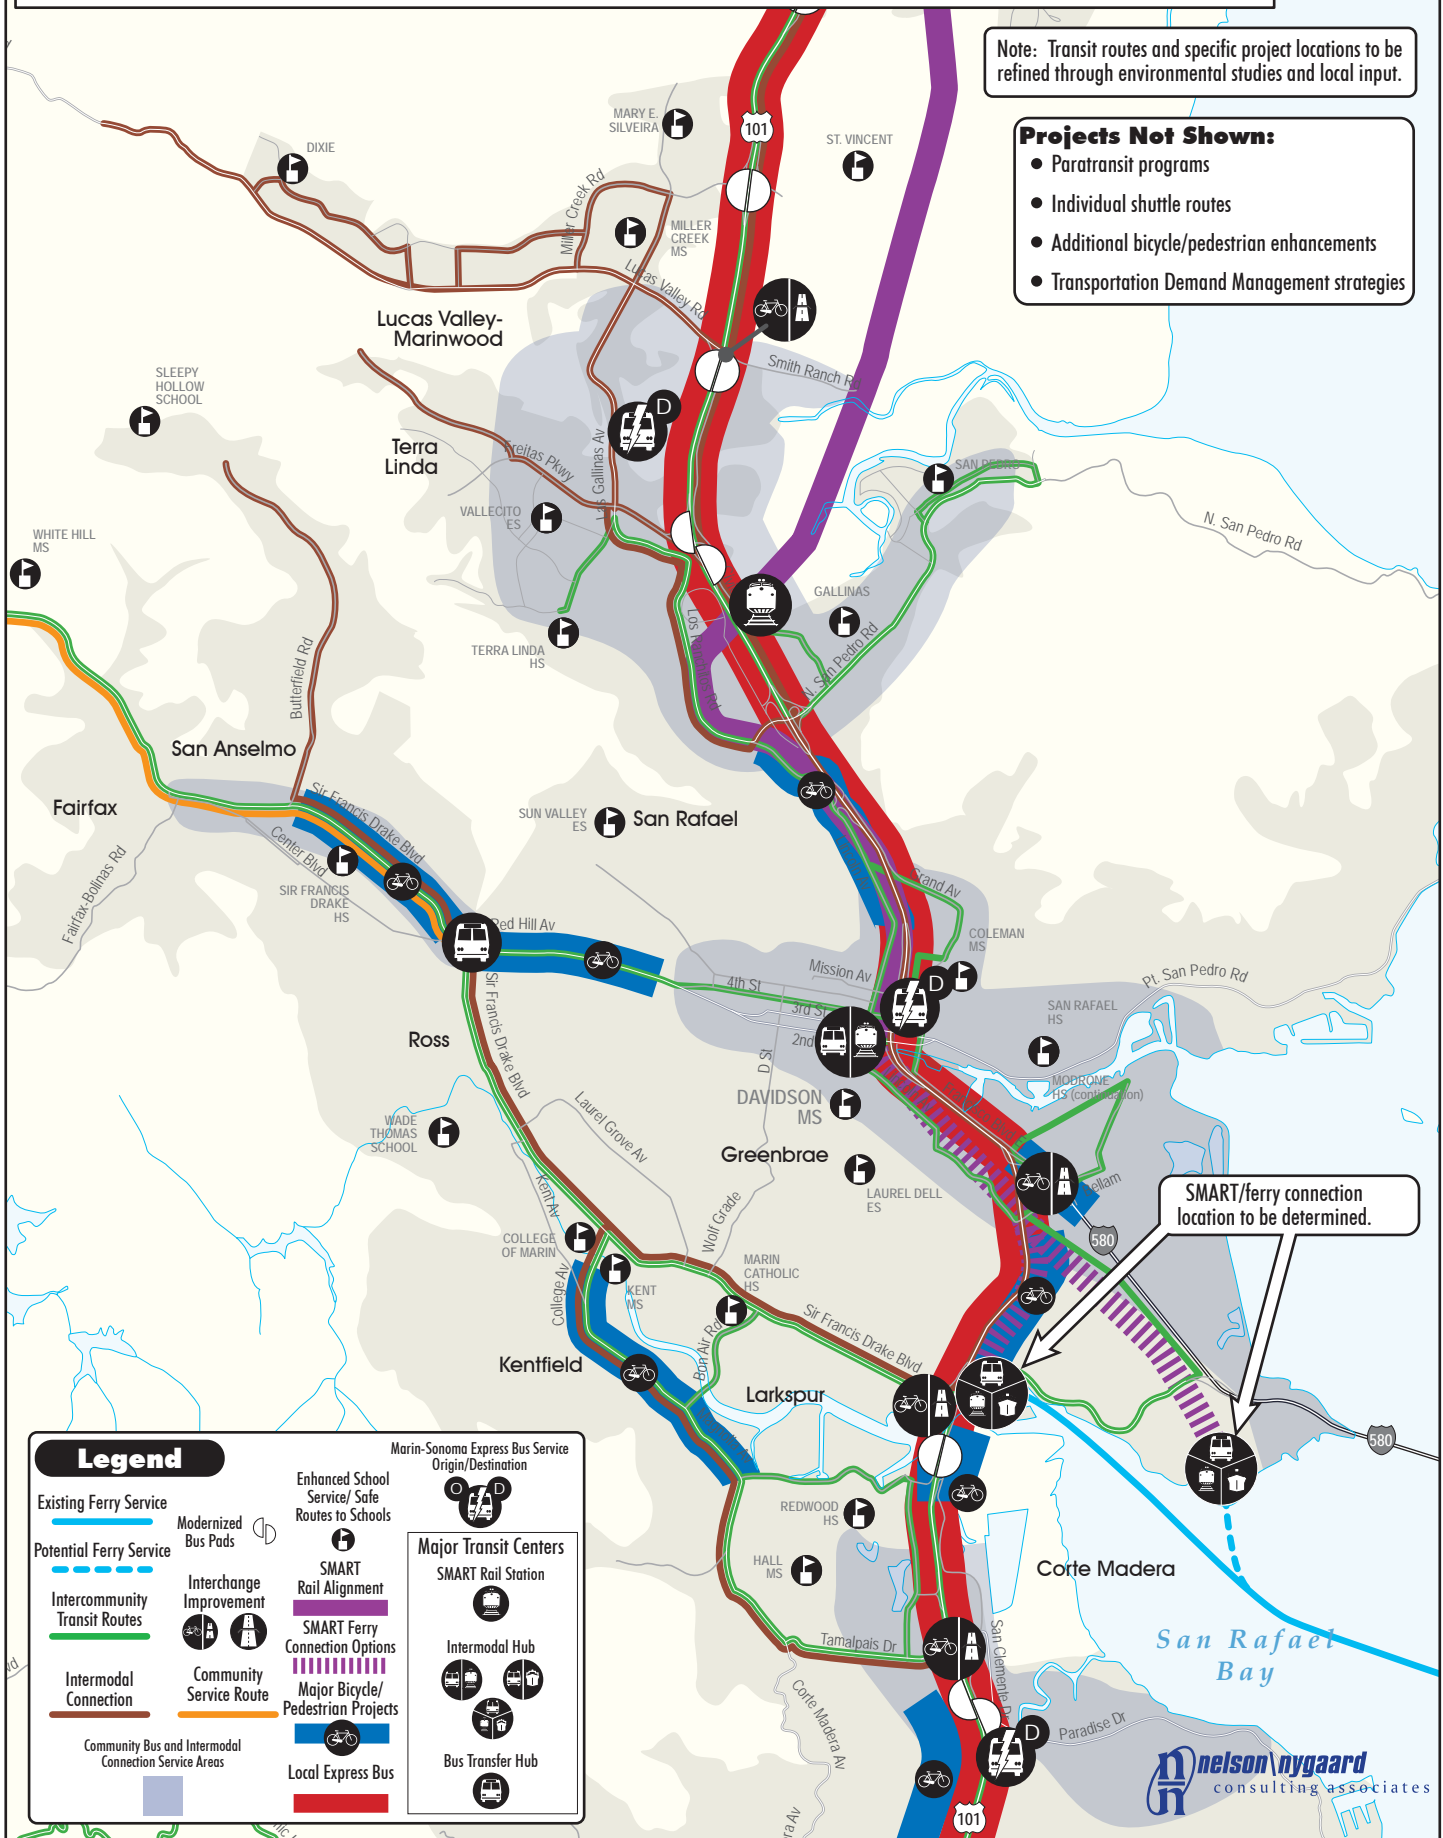 Note: Transit routes and specific project locations to be
refined through environmental studies and local input.
Projects Not Shown:
● Paratransit programs
● Individual shuttle routes
● Additional bicycle/pedestrian enhancements
● Transportation Demand Management strategies
101
MARY E.
SILVEIRA
ST. VINCENT
DIXIE
Miller Creek Rd
MILLER
CREEK
MS
Lucas Valley Rd
Lucas Valley-
Marinwood
Smith Ranch Rd
SLEEPY
HOLLOW
SCHOOL
D
Terra
Linda
Freitas Pkwy
Las Gallinas Av
SAN PEDRO
VALLECITO
ES
N. San Pedro Rd
WHITE HILL
MS
GALLINAS
TERRA LINDA
HS
Los Ranchitos Rd
N. San Pedro Rd
Butterfield Rd
San Anselmo
Fairfax
Sir Francis Drake Blvd
SUN VALLEY
ES
San Rafael
Center Blvd
Fairfax-Bolinas Rd
SIR FRANCIS
DRAKE
HS
Grand Av
Red Hill Av
COLEMAN
MS
Mission Av
4th St
3rd St
2nd
D
Pt. San Pedro Rd
SAN RAFAEL
HS
Sir Francis Drake Blvd
Ross
D St
MODRONE
HS (continuation)
DAVIDSON
MS
WADE
THOMAS
SCHOOL
Laurel Grove Av
Greenbrae
LAUREL DELL
ES
Bellam
SMART/ferry connection
location to be determined.
Kent Av
Wolf Grade
580
COLLEGE
OF MARIN
MARIN
CATHOLIC
HS
College Av
KENT
MS
Sir Francis Drake Blvd
Bon Air Rd
Kentfield
Larkspur
580
REDWOOD
HS
HALL
MS
Corte Madera
San Rafael
Bay
Tamalpais Dr
San Clemente Dr
Corte Madera Av
D
Paradise Dr
101
nelson\nygaard
consulting associates
Legend
Existing Ferry Service
Potential Ferry Service
Intercommunity
Transit Routes
Intermodal
Connection
Modernized
Bus Pads
Interchange
Improvement
Community
Service Route
Community Bus and Intermodal
Connection Service Areas
Enhanced School
Service/ Safe
Routes to Schools
SMART
Rail Alignment
SMART Ferry
Connection Options
Major Bicycle/
Pedestrian Projects
Local Express Bus
Marin-Sonoma Express Bus Service
Origin/Destination
O D
Major Transit Centers
SMART Rail Station
Intermodal Hub
Bus Transfer Hub